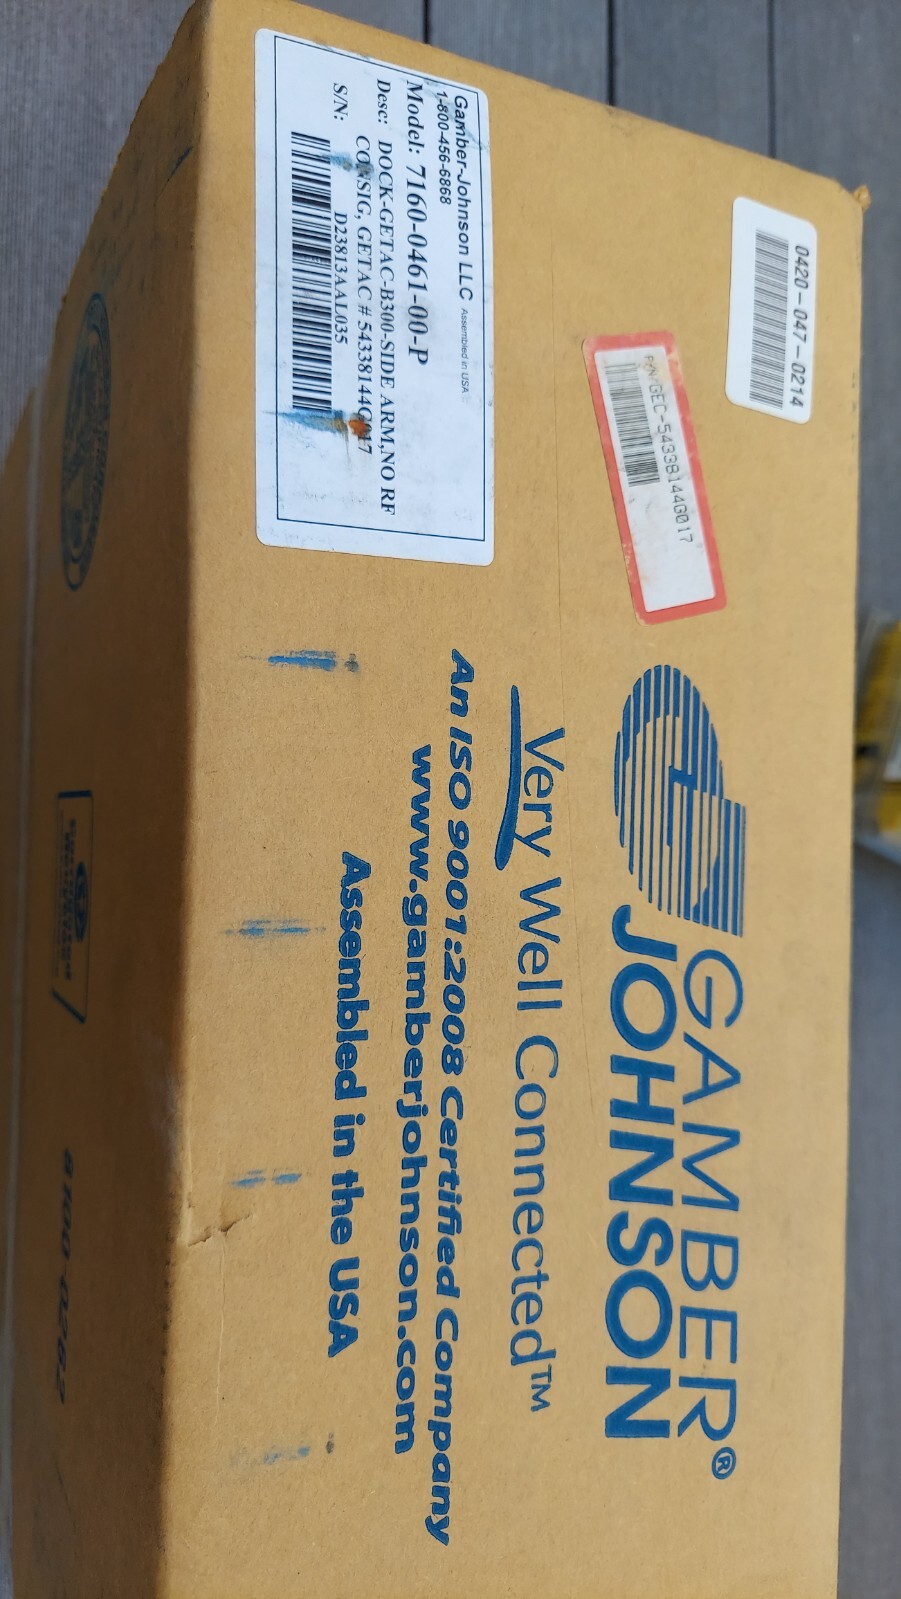 Gamber-Johnson LLC Assembled in USA
1-800-456-6868
Model: 7160-0461-00-P
Desc: DOCK-GETAC-B300-SIDE ARM,NO RF
CONSIG, GETAC # 54338144G017
S/N: D23813AAL035
0420-047-0214
P/N/GEC-54338144G017
GAMBER
JOHNSON®
Very Well Connected™
An ISO 9001:2008 Certified Company
www.gamberjohnson.com
Assembled in the USA